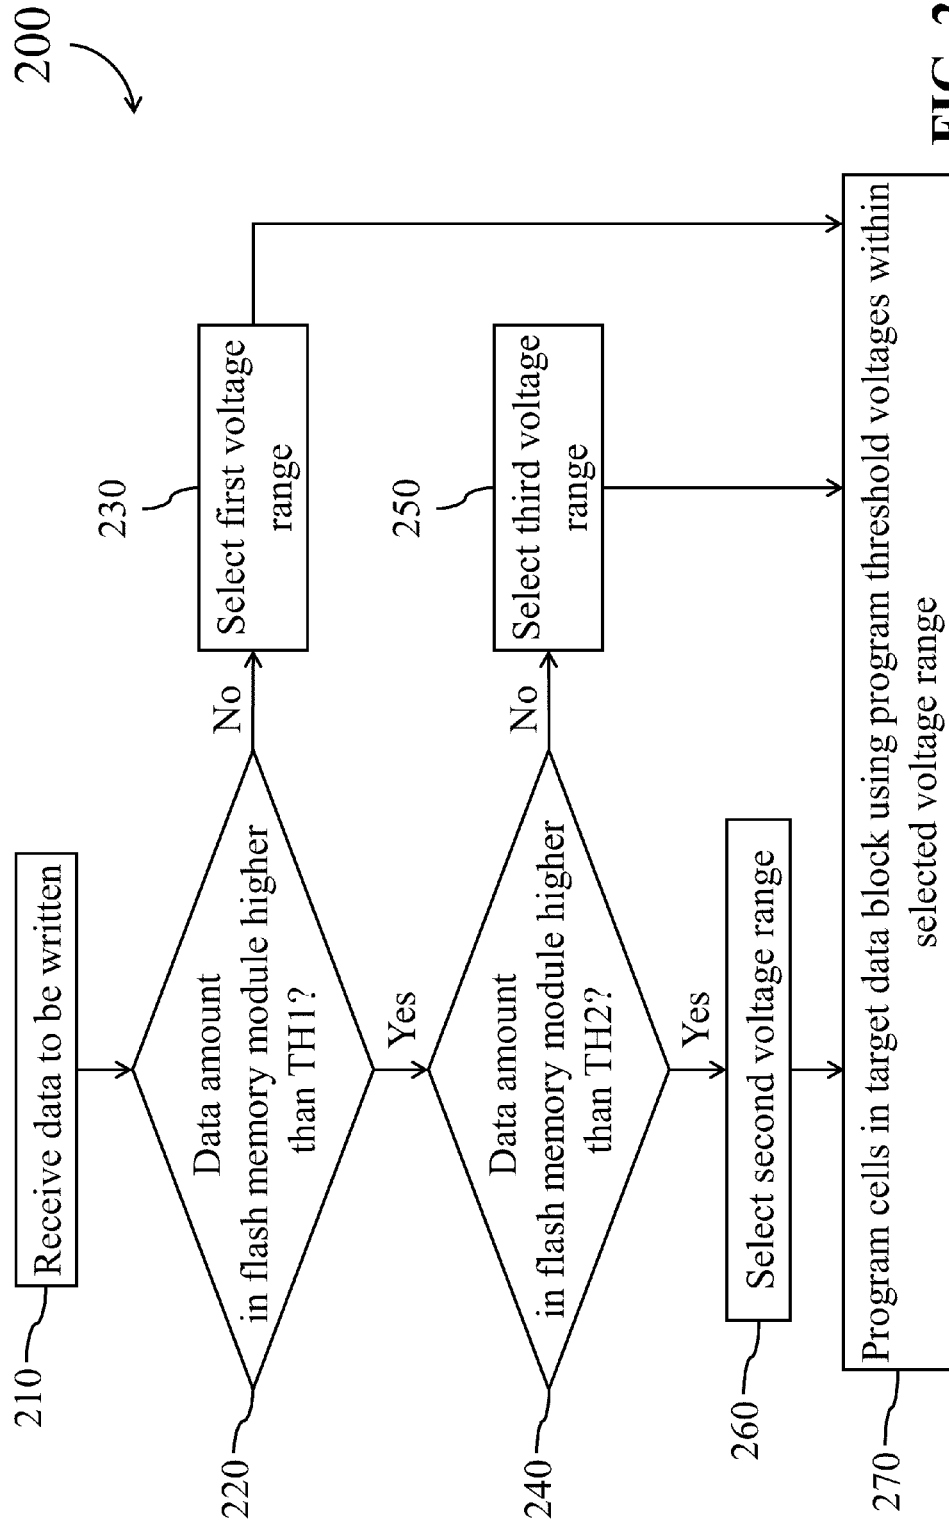 200
210
Receive data to be written
220
Data amount
in flash memory module higher
than TH1?
No
230
Select first voltage
range
Yes
240
Data amount
in flash memory module higher
than TH2?
No
250
Select third voltage
range
Yes
260
Select second voltage range
270
Program cells in target data block using program threshold voltages within
selected voltage range
FIG. 2